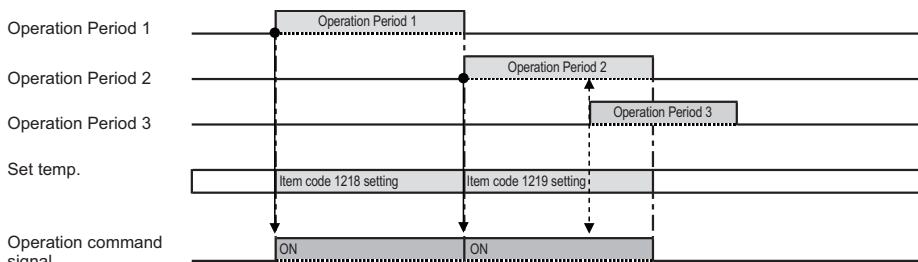 Operation Period 1
Operation Period 1
Operation Period 2
Operation Period 2
Operation Period 3
Operation Period 3
Set temp.
Item code 1218 setting
Item code 1219 setting
Operation command
signal
ON
ON